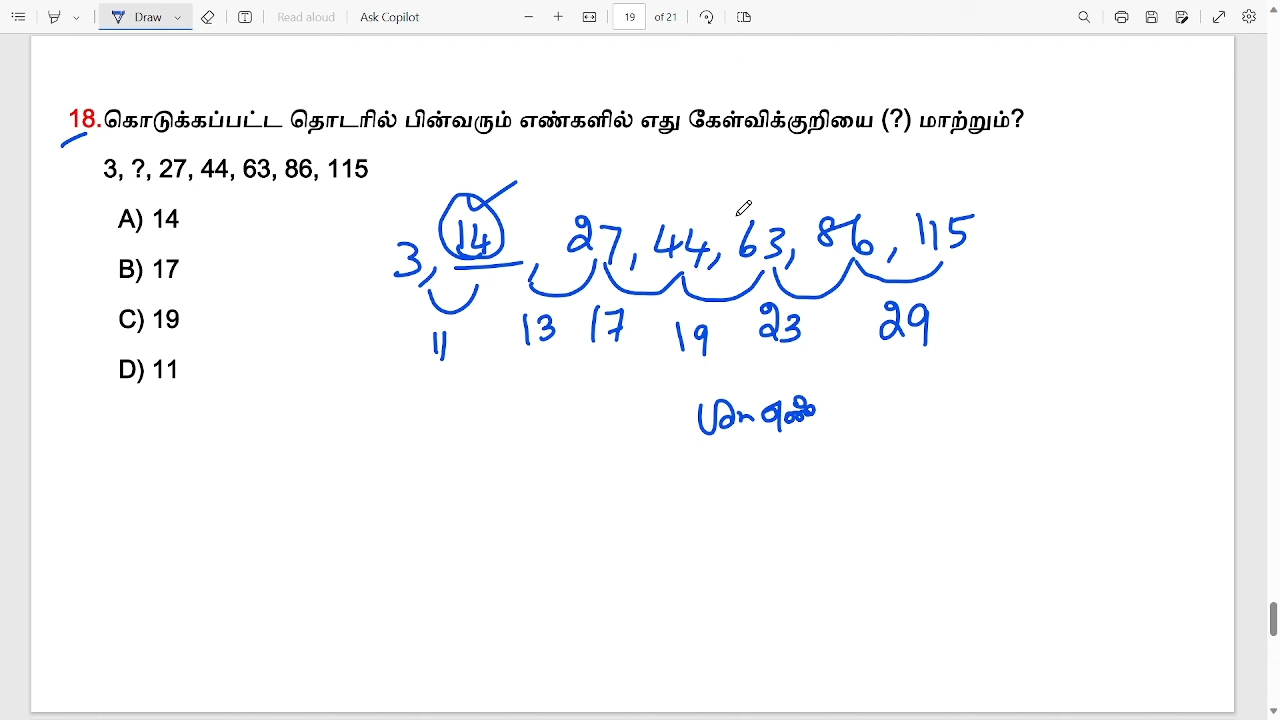 Draw
Read aloud
Ask Copilot
19
of 21
18.கொடுக்கப்பட்ட தொடரில் பின்வரும் எண்களில் எது கேள்விக்குறியை (?) மாற்றும்?
3, ?, 27, 44, 63, 86, 115
A) 14
B) 17
C) 19
D) 11
3, 14, 27, 44, 63, 86, 115
11 13 17 19 23 29